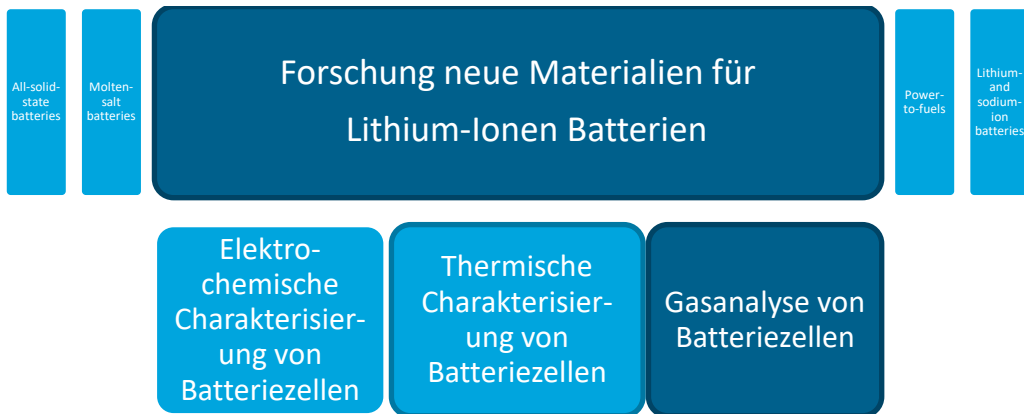 All-solid-
state
batteries
Molten-
salt
batteries
Forschung neue Materialien für
Lithium-Ionen Batterien
Power-
to-fuels
Lithium-
and
sodium-
ion
batteries
Elektro-
chemische
Charakterisier-
ung von
Batteriezellen
Thermische
Charakterisier-
ung von
Batteriezellen
Gasanalyse von
Batteriezellen